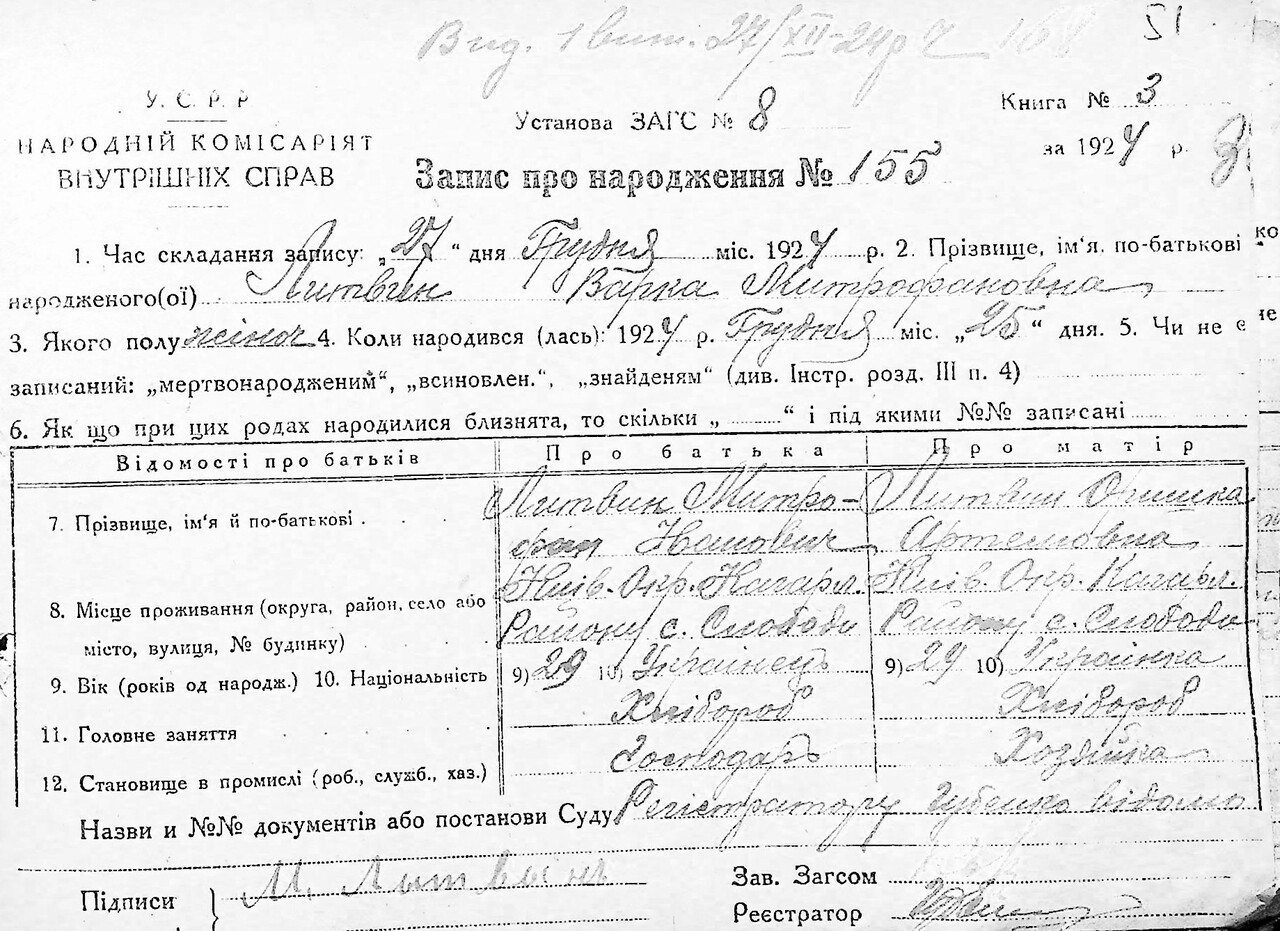 Вид. 1 вит. 27/XII-24р 51
У. С. Р. Р
НАРОДНІЙ КОМІСАРІЯТ
ВНУТРІШНІХ СПРАВ
Установа ЗАГС № 8
Книга № 3
за 1924 р.
Запис про народження № 155
1. Час складання запису: „27“ дня Грудня міс. 1924 р. 2. Прізвище, ім'я, по-батькові
народженого(ої) Литвин Варка Митрофановна
3. Якого полу жіноч 4. Коли народився (лась): 1924 р. Грудня міс. „25“ дня. 5. Чи не є
записаний: „мертвонародженим“, „всиновлен.“, „знайденям“ (див. Інстр. розд. III п. 4)
6. Як що при цих родах народилися близнята, то скільки „ “ і під якими №№ записані
Відомості про батьків Про батька Про матір
7. Прізвище, ім'я й по-батькові . Литвин Митро- Литвин Оришка
фан Артемовна
8. Місце проживання (округа, район, село або Київ. Окр. Кагарл. Київ. Окр. Кагарл.
місто, вулиця, № будинку) Району с. Слободи Району с. Слободи
9. Вік (років од народж.) 10. Національність 9) 29 10) Українець 9) 29 10) Українка
11. Головне заняття Хлібороб Хлібороб
12. Становище в промислі (роб., служб., хаз.) Господарь Хозяйка
Назви и №№ документів або постанови Суду Регістратору Губенко відомо
Підписи М. Литвинъ
Зав. Загсом
Реєстратор